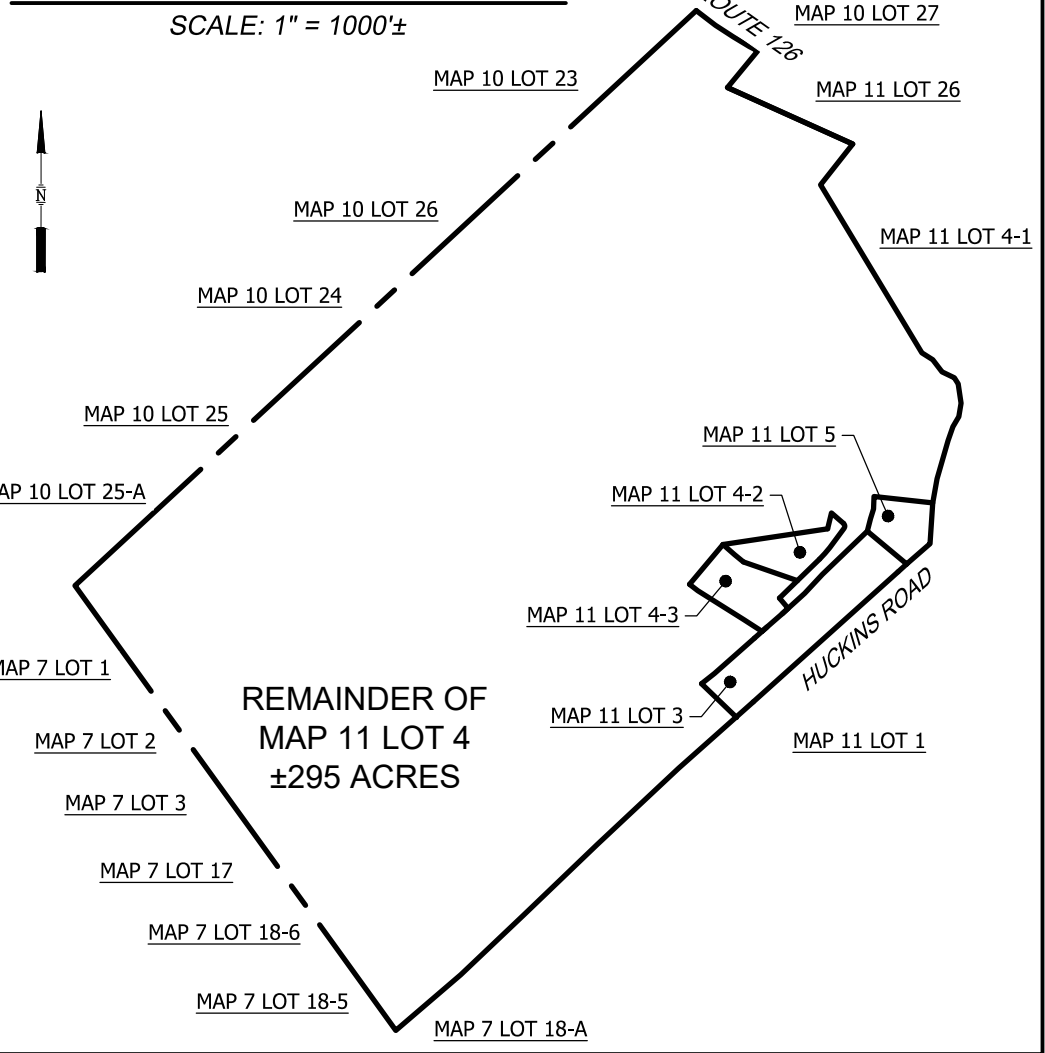 SCALE: 1" = 1000'±
MAP 10 LOT 27
ROUTE 126
MAP 10 LOT 23
MAP 11 LOT 26
N
MAP 10 LOT 26
MAP 11 LOT 4-1
MAP 10 LOT 24
MAP 10 LOT 25
MAP 11 LOT 5
MAP 10 LOT 25-A
MAP 11 LOT 4-2
MAP 11 LOT 4-3
HUCKINS ROAD
MAP 7 LOT 1
REMAINDER OF
MAP 11 LOT 4
±295 ACRES
MAP 11 LOT 3
MAP 7 LOT 2
MAP 11 LOT 1
MAP 7 LOT 3
MAP 7 LOT 17
MAP 7 LOT 18-6
MAP 7 LOT 18-5
MAP 7 LOT 18-A